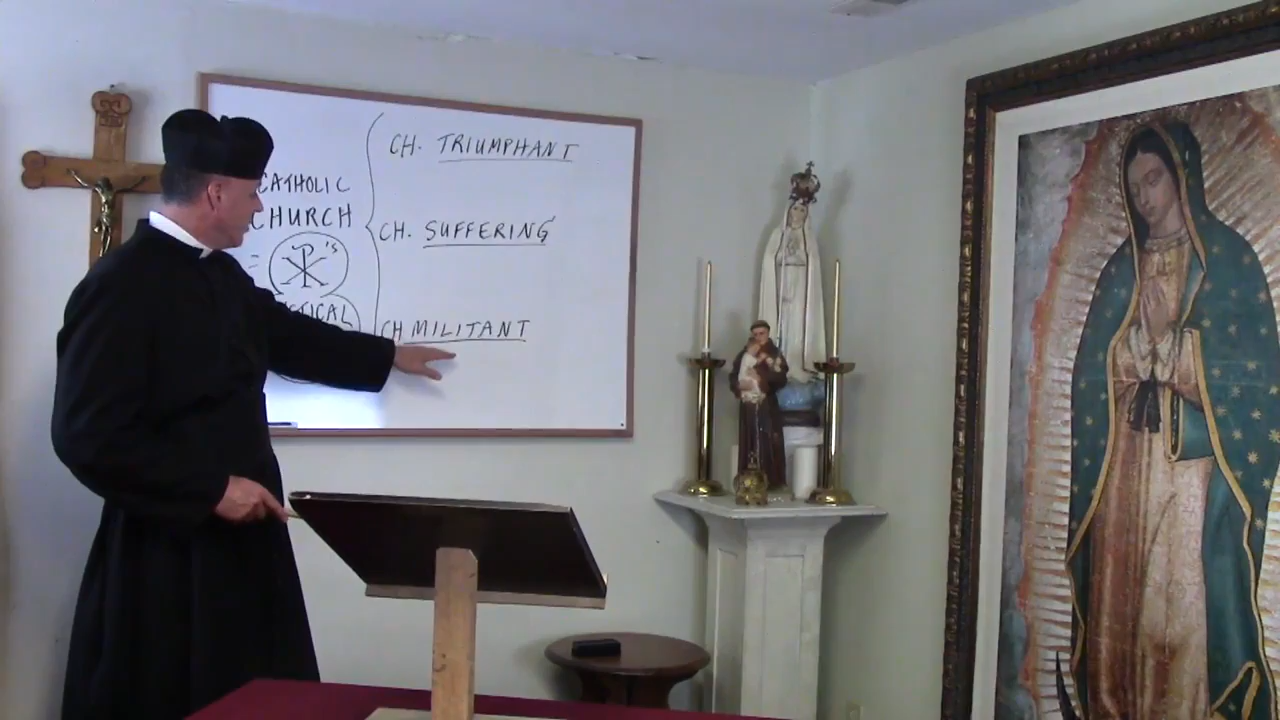 CATHOLIC
CHURCH
= ☧'s
CH. TRIUMPHANT
CH. SUFFERING
CH MILITANT